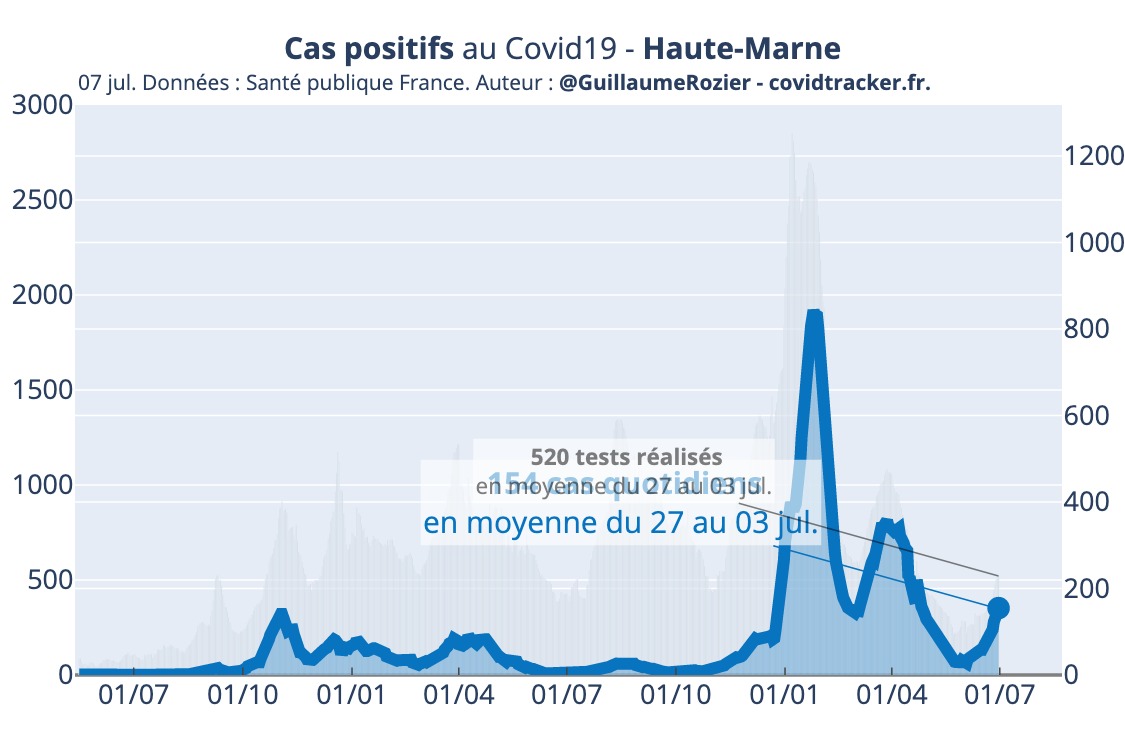 Cas positifs au Covid19 - Haute-Marne
07 jul. Données : Santé publique France. Auteur : @GuillaumeRozier - covidtracker.fr.
3000
2500
2000
1500
1000
500
0
1200
1000
800
600
400
200
0
520 tests réalisés
en moyenne du 27 au 03 jul.
154 cas quotidiens
en moyenne du 27 au 03 jul.
01/07 01/10 01/01 01/04 01/07 01/10 01/01 01/04 01/07